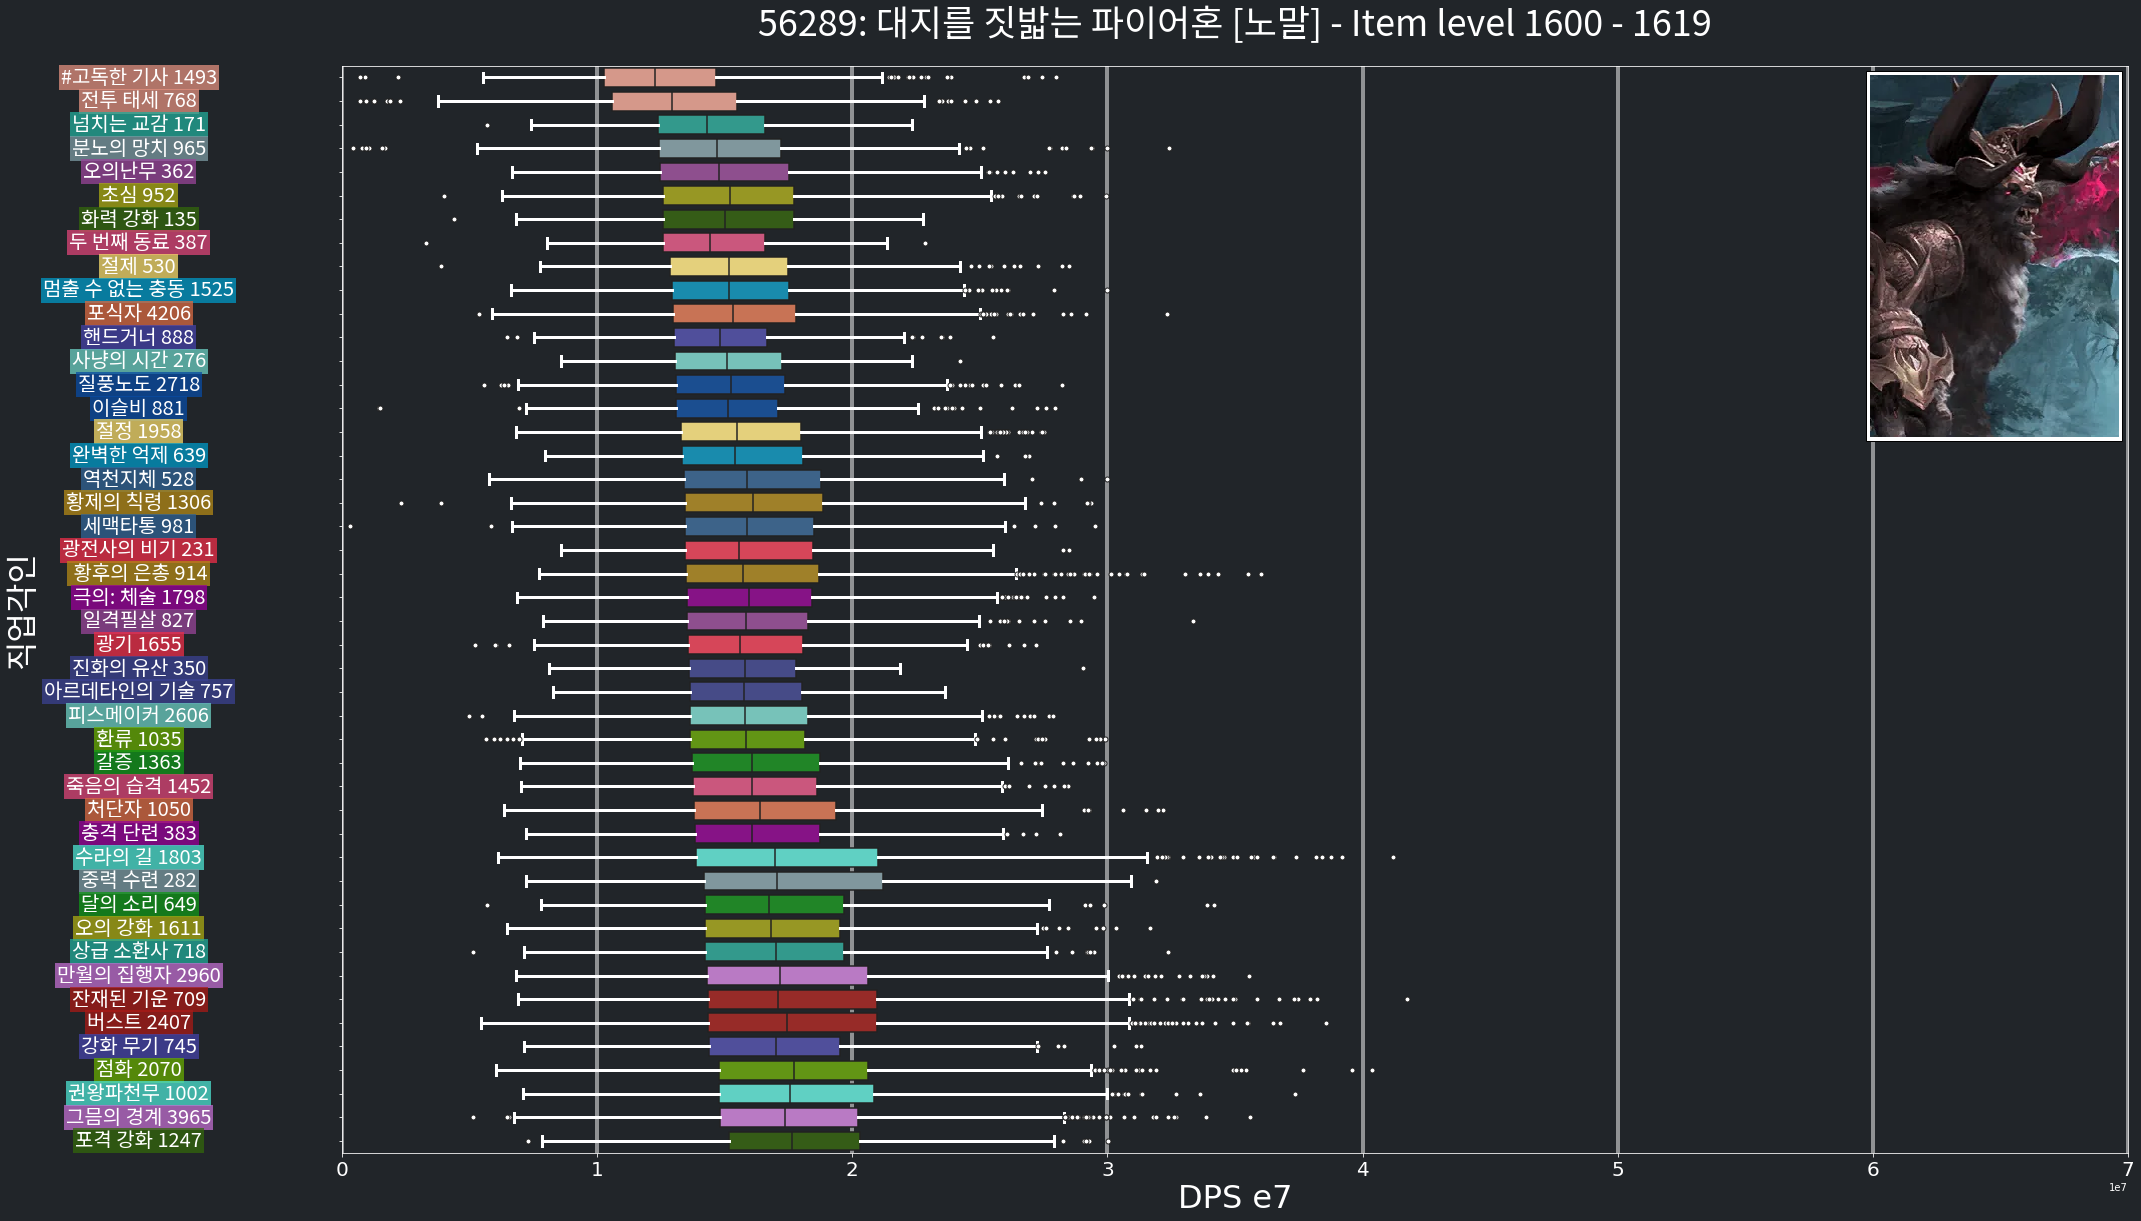 56289: 대지를 짓밟는 파이어혼 [노말] - Item level 1600 - 1619
#고독한 기사 1493
전투 태세 768
넘치는 교감 171
분노의 망치 965
오의난무 362
초심 952
화력 강화 135
두 번째 동료 387
절제 530
멈출 수 없는 충동 1525
포식자 4206
핸드거너 888
사냥의 시간 276
질풍노도 2718
이슬비 881
절정 1958
완벽한 억제 639
역천지체 528
황제의 칙령 1306
세맥타통 981
광전사의 비기 231
황후의 은총 914
극의: 체술 1798
일격필살 827
광기 1655
진화의 유산 350
아르데타인의 기술 757
피스메이커 2606
환류 1035
갈증 1363
죽음의 습격 1452
처단자 1050
충격 단련 383
수라의 길 1803
중력 수련 282
달의 소리 649
오의 강화 1611
상급 소환사 718
만월의 집행자 2960
잔재된 기운 709
버스트 2407
강화 무기 745
점화 2070
권왕파천무 1002
그믐의 경계 3965
포격 강화 1247
직업각인
0 1 2 3 4 5 6 7
1e7
DPS e7